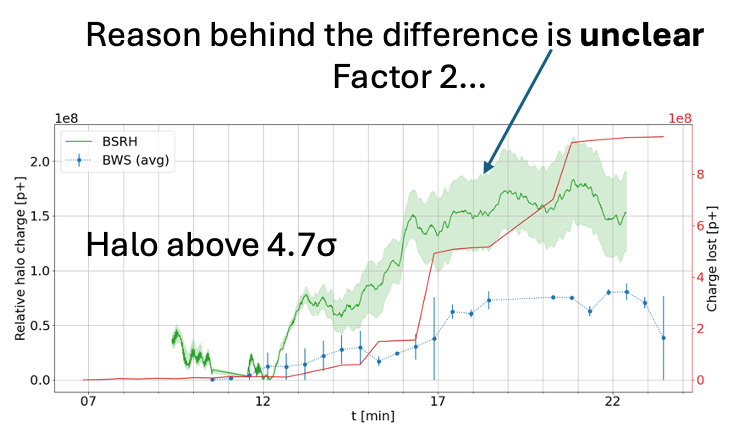 Reason behind the difference is unclear
Factor 2...
1e8
1e8
BSRH
BWS (avg)
Halo above 4.7σ
Relative halo charge [p+]
2.0
1.5
1.0
0.5
0.0
8
6
4
2
0
Charge lost [p+]
07
12
17
22
t [min]